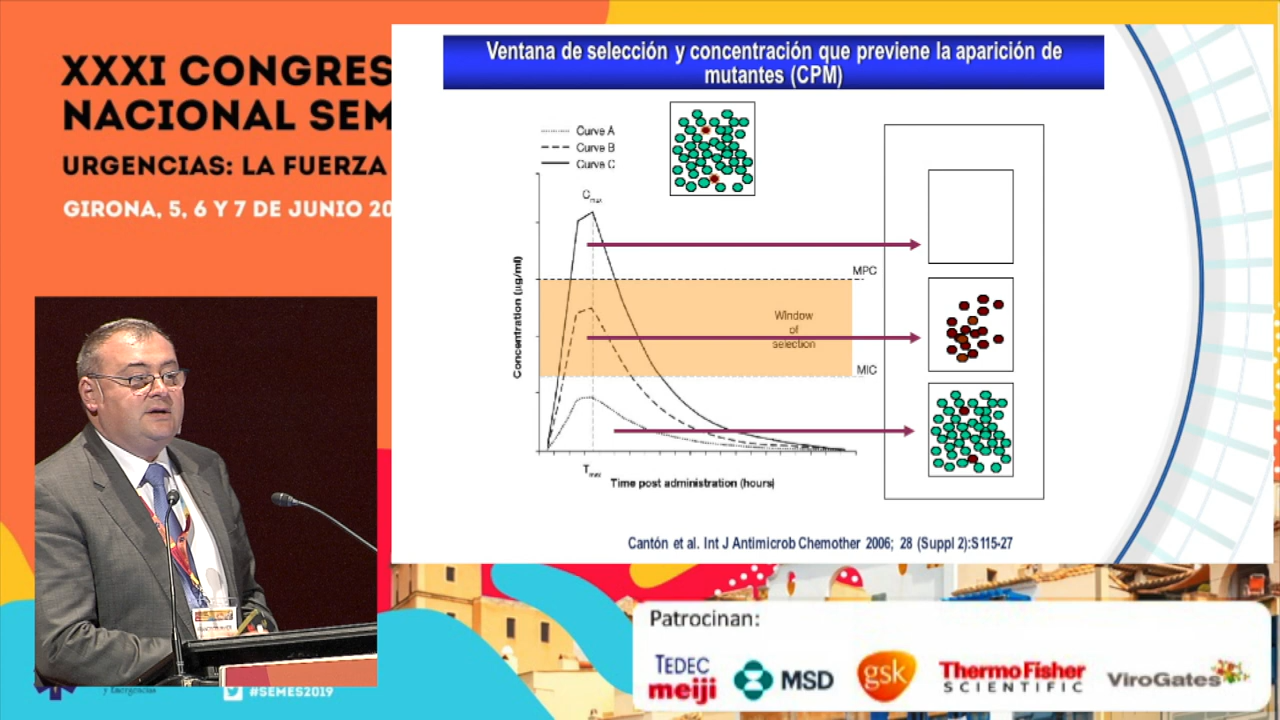 XXXI CONGRES
NACIONAL SEM
URGENCIAS: LA FUERZA
GIRONA, 5, 6 Y 7 DE JUNIO 20
Ventana de selección y concentración que previene la aparición de
mutantes (CPM)
Curve A
Curve B
Curve C
Cmax
MPC
Window
of
selection
MIC
Concentration (µg/ml)
Tmax
Time post administration (hours)
Cantón et al. Int J Antimicrob Chemother 2006; 28 (Suppl 2):S115-27
y Emergencias
#SEMES2019
Patrocinan:
TEDEC
meiji
MSD
gsk
ThermoFisher
SCIENTIFIC
ViroGates